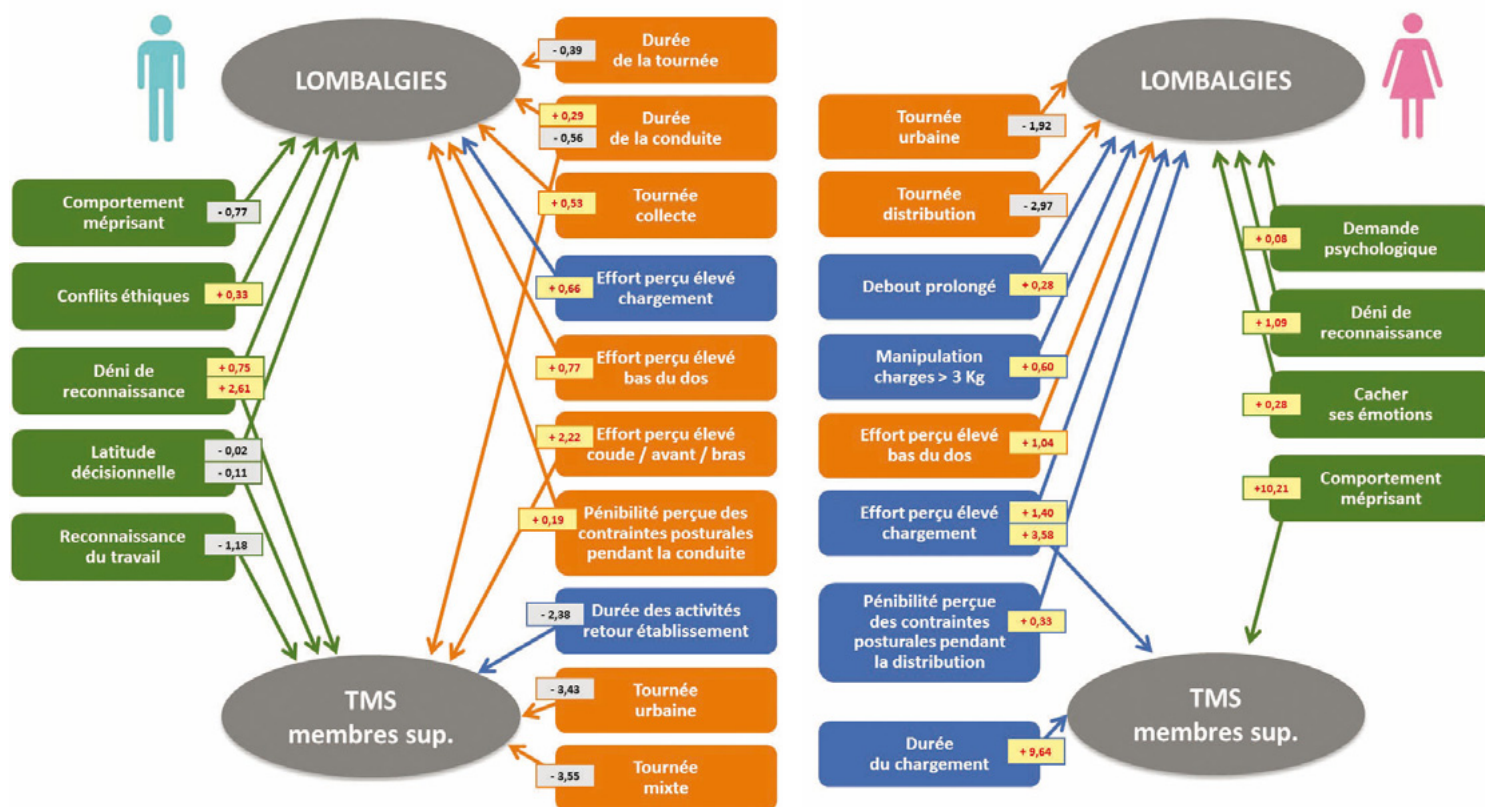 LOMBALGIES
Comportement
méprisant
- 0,77
Conflits éthiques
+ 0,33
Déni de
reconnaissance
+ 0,75
+ 2,61
Latitude
décisionnelle
- 0,02
- 0,11
Reconnaissance
du travail
- 1,18
- 0,39
Durée
de la tournée
+ 0,29
- 0,56
Durée
de la conduite
+ 0,53
Tournée
collecte
+ 0,66
Effort perçu élevé
chargement
+ 0,77
Effort perçu élevé
bas du dos
+ 2,22
Effort perçu élevé
coude / avant / bras
+ 0,19
Pénibilité perçue des
contraintes posturales
pendant la conduite
- 2,38
Durée des activités
retour établissement
- 3,43
Tournée
urbaine
- 3,55
Tournée
mixte
TMS
membres sup.
LOMBALGIES
Tournée
urbaine
- 1,92
Tournée
distribution
- 2,97
Debout prolongé
+ 0,28
Manipulation
charges > 3 Kg
+ 0,60
Effort perçu élevé
bas du dos
+ 1,04
Effort perçu élevé
chargement
+ 1,40
+ 3,58
Pénibilité perçue
des contraintes
posturales pendant
la distribution
+ 0,33
Durée
du chargement
+ 9,64
+ 0,08
Demande
psychologique
+ 1,09
Déni de
reconnaissance
+ 0,28
Cacher
ses émotions
+10,21
Comportement
méprisant
TMS
membres sup.